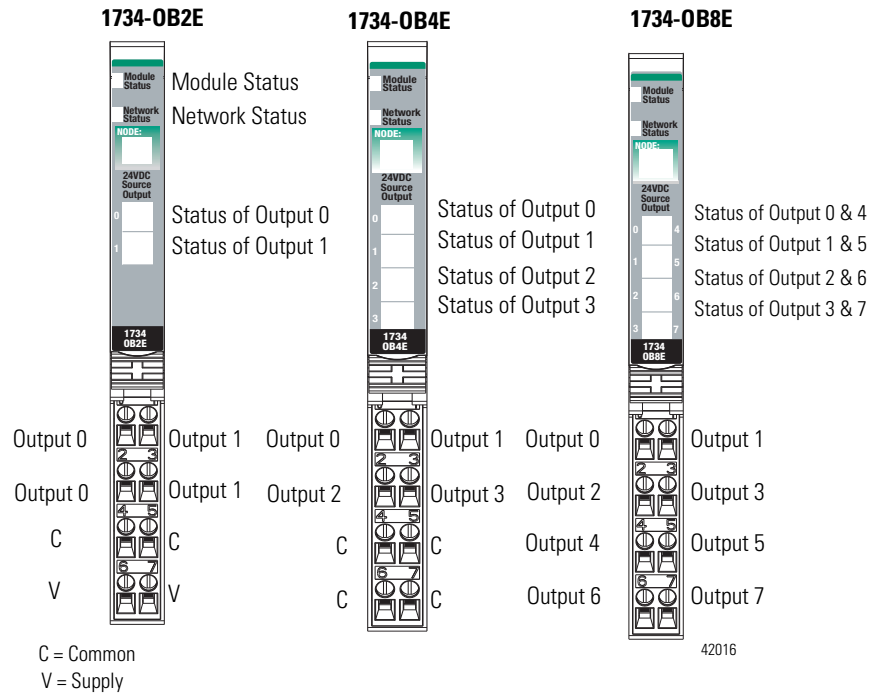 1734-OB2E
1734-OB4E
1734-OB8E
Module
Status
Network
Status
NODE:
24VDC
Source
Output
0
1
1734
OB2E
Module Status
Network Status
Status of Output 0
Status of Output 1
Output 0
Output 1
2 3
Output 0
Output 1
4 5
C
C
6 7
V
V
C = Common
V = Supply
Module
Status
Network
Status
NODE:
24VDC
Source
Output
0
1
2
3
1734
OB4E
Status of Output 0
Status of Output 1
Status of Output 2
Status of Output 3
Output 0
Output 1
2 3
Output 2
Output 3
4 5
C
C
6 7
C
C
Module
Status
Network
Status
NODE:
24VDC
Source
Output
0 4
1 5
2 6
3 7
1734
OB8E
Status of Output 0 & 4
Status of Output 1 & 5
Status of Output 2 & 6
Status of Output 3 & 7
Output 0
Output 1
2 3
Output 2
Output 3
4 5
Output 4
Output 5
6 7
Output 6
Output 7
42016